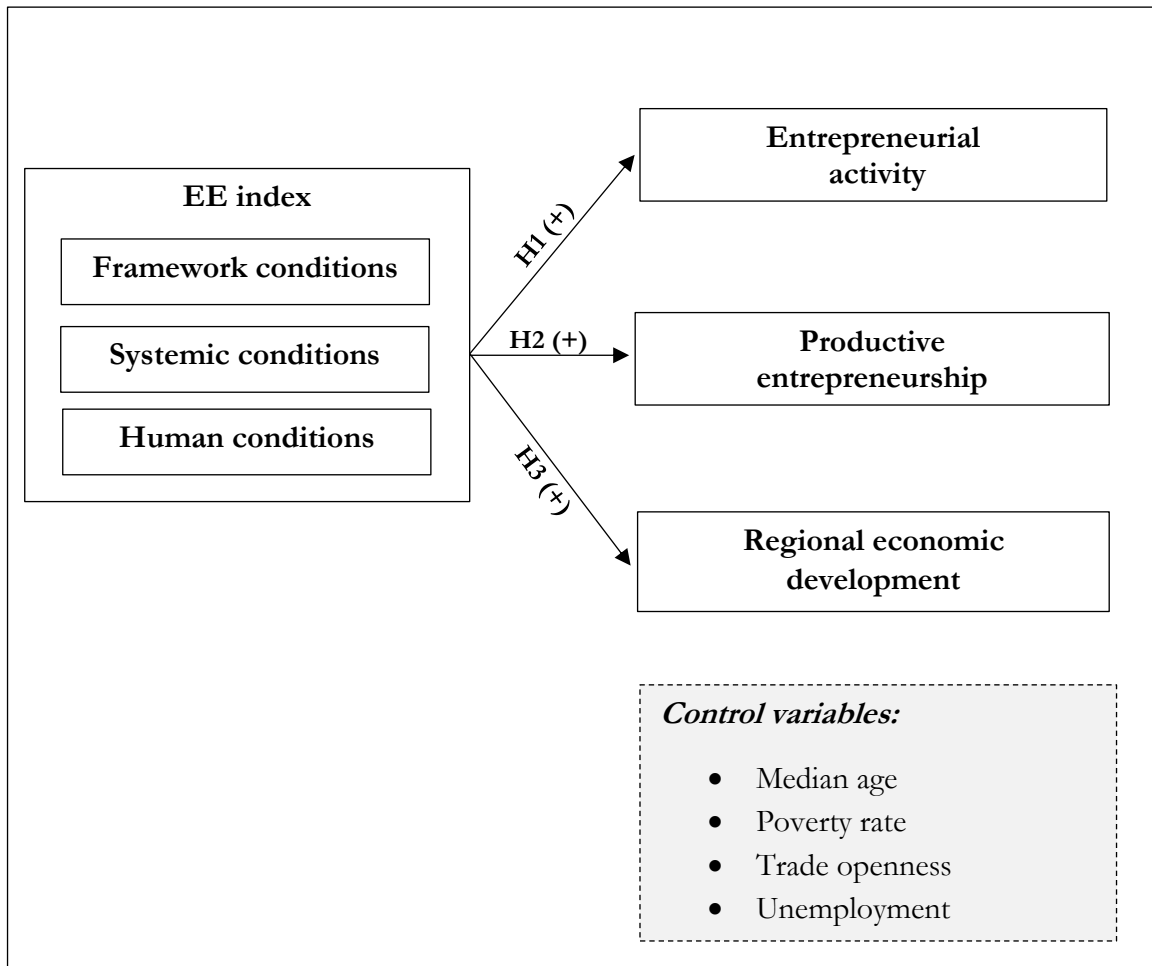 EE index
Framework conditions
Systemic conditions
Human conditions
H1 (+)
H2 (+)
H3 (+)
Entrepreneurial
activity
Productive
entrepreneurship
Regional economic
development
Control variables:
• Median age
• Poverty rate
• Trade openness
• Unemployment